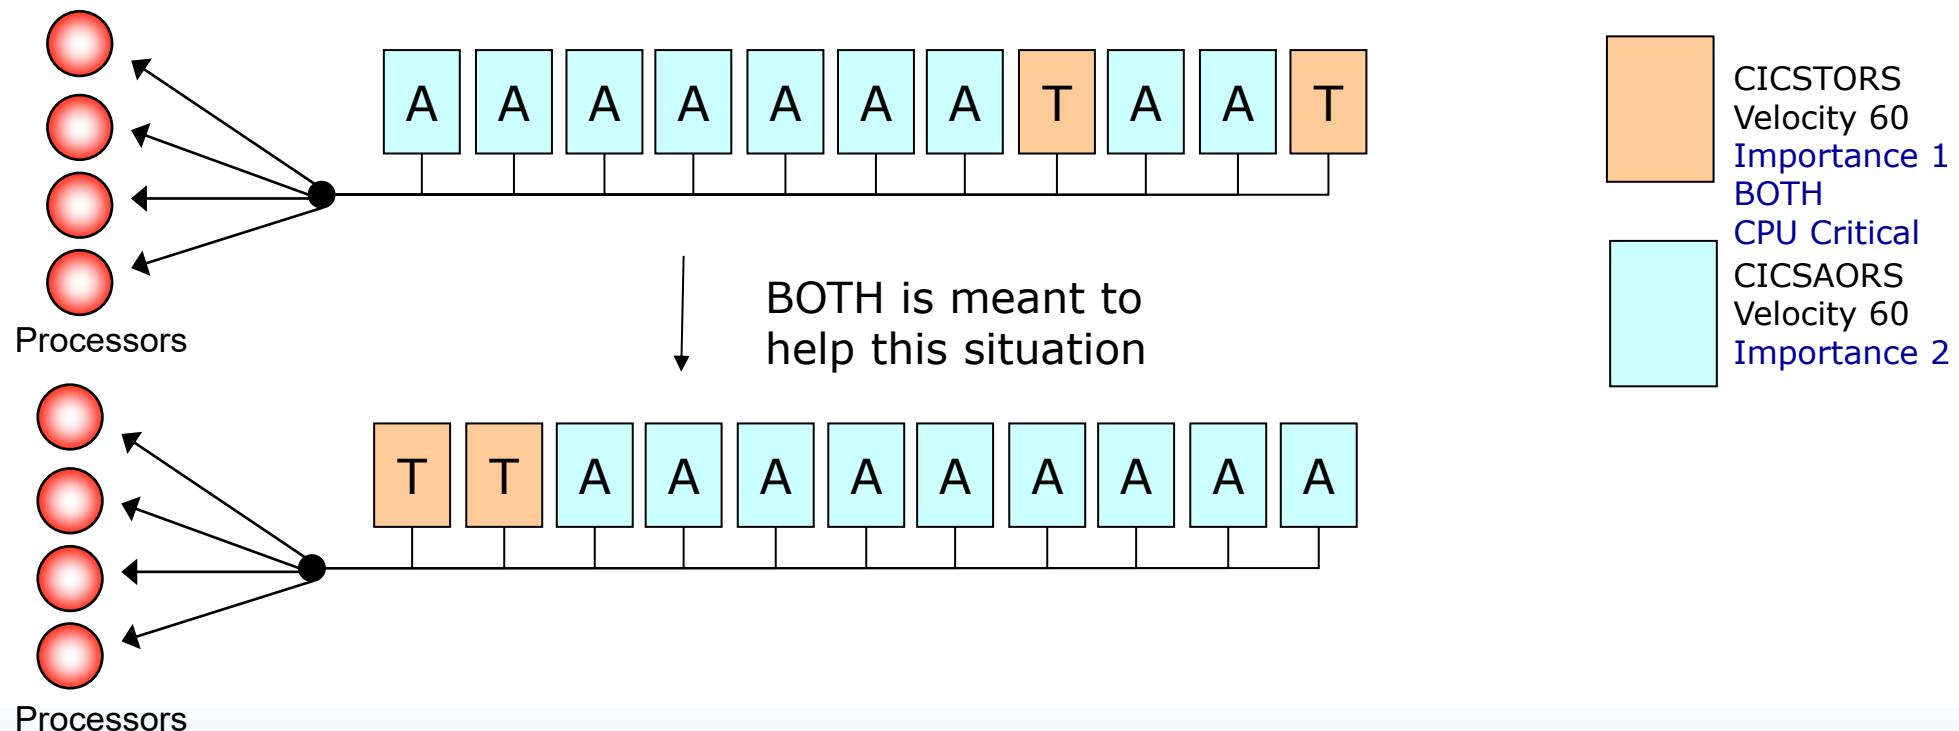 A A A A A A A T A A T
Processors
BOTH is meant to
help this situation
CICSTORS
Velocity 60
Importance 1
BOTH
CPU Critical
CICSAORS
Velocity 60
Importance 2
T T A A A A A A A A A
Processors